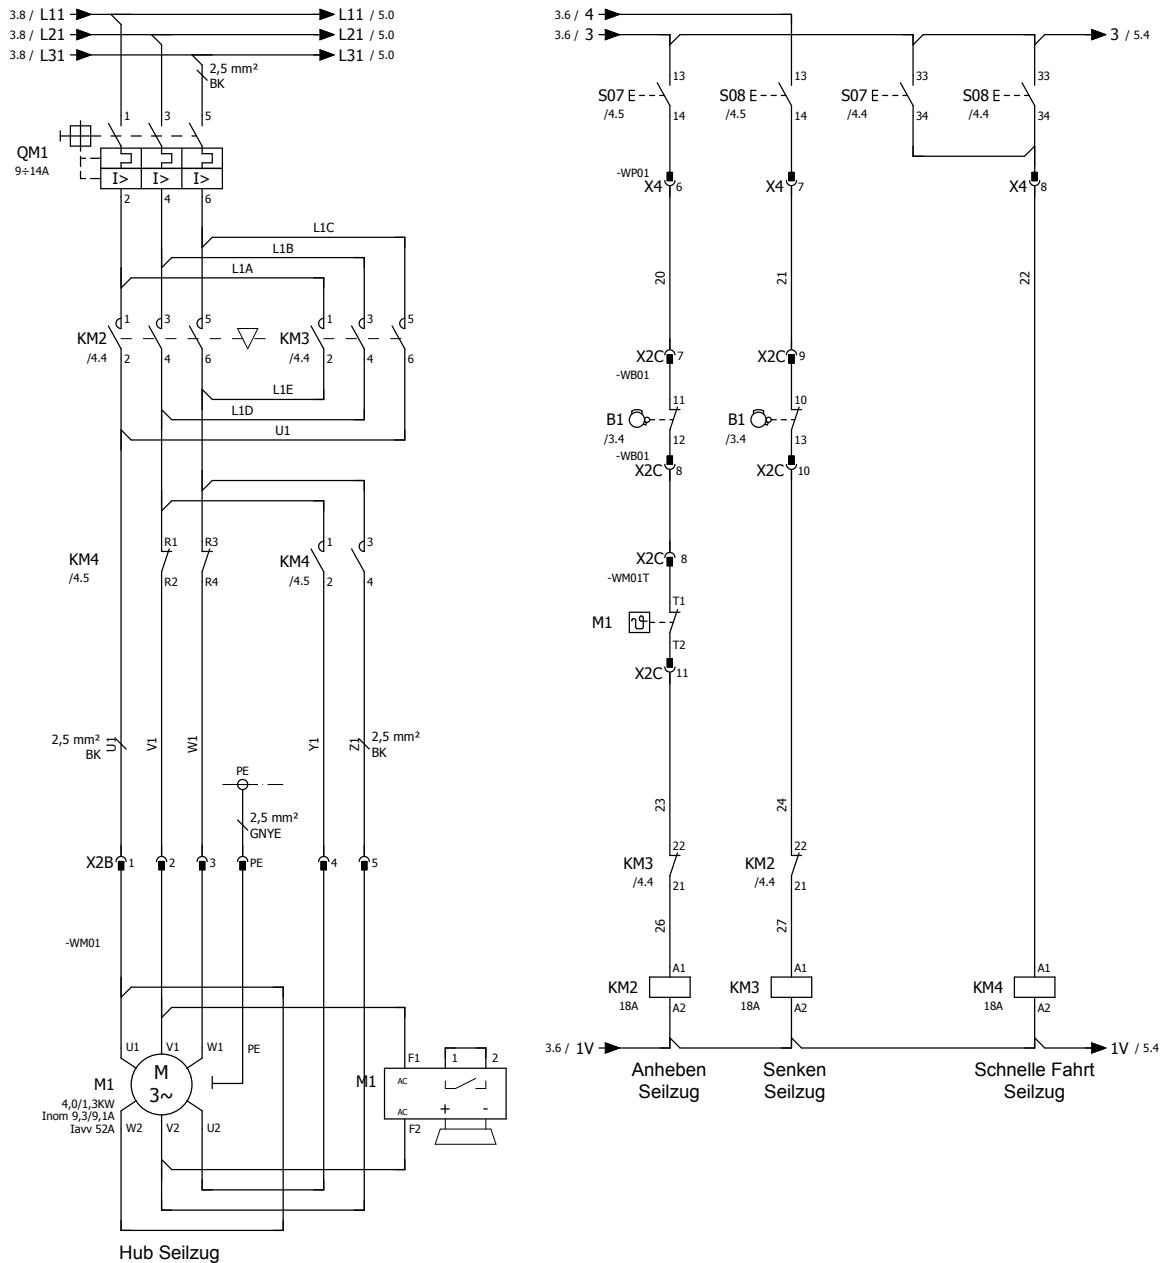 3.8 / L11
L11 / 5.0
3.8 / L21
L21 / 5.0
3.8 / L31
L31 / 5.0
2,5 mm²
BK
1
3
5
QM1
9÷14A
I> I> I>
2
4
6
L1C
L1B
L1A
KM2
/4.4
1
3
5
2
4
6
KM3
/4.4
1
3
5
2
4
6
L1E
L1D
U1
KM4
/4.5
R1
R3
R2
R4
KM4
/4.5
1
3
2
4
2,5 mm²
BK
U1
V1
W1
Y1
Z1
2,5 mm²
BK
PE
2,5 mm²
GNYE
X2B
1
2
3
PE
4
5
-WM01
U1
V1
W1
PE
M1
M
3~
4,0/1,3KW
Inom 9,3/9,1A
Iavv 52A
W2
V2
U2
M1
F1
1
2
AC
AC
+
-
F2
Hub Seilzug
3.6 / 4
3.6 / 3
3 / 5.4
S07 E
/4.5
13
14
S08 E
/4.5
13
14
S07 E
/4.4
33
34
S08 E
/4.4
33
34
-WP01
X4
6
X4
7
X4
8
20
21
22
X2C
7
-WB01
X2C
9
B1
/3.4
11
12
B1
/3.4
10
13
-WB01
X2C
8
X2C
10
X2C
8
-WM01T
M1
ϑ
T1
T2
X2C
11
23
24
KM3
/4.4
22
21
KM2
/4.4
22
21
26
27
KM2
18A
A1
A2
KM3
18A
A1
A2
KM4
18A
A1
A2
3.6 / 1V
1V / 5.4
Anheben
Seilzug
Senken
Seilzug
Schnelle Fahrt
Seilzug